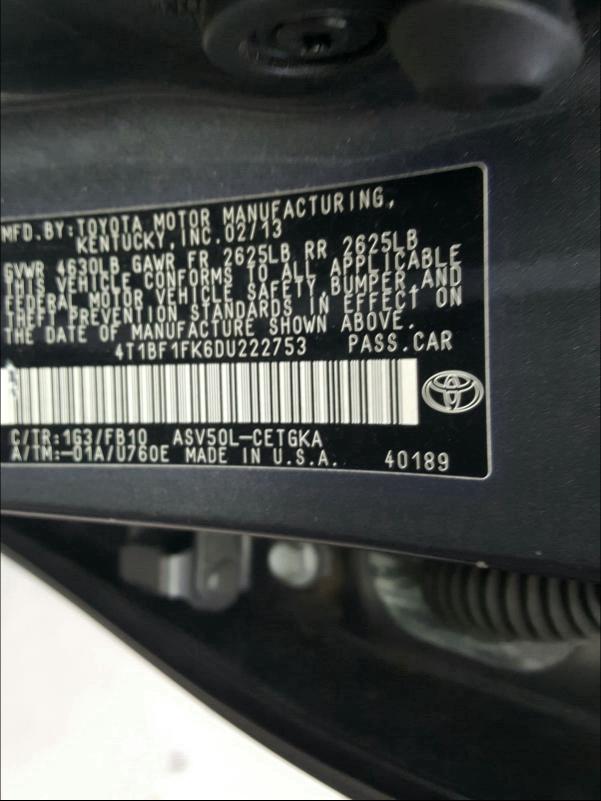 MFD. BY: TOYOTA MOTOR MANUFACTURING,
KENTUCKY, INC. 02/13
GVWR 4630LB GAWR FR 2625LB RR 2625LB
THIS VEHICLE CONFORMS TO ALL APPLICABLE
FEDERAL MOTOR VEHICLE SAFETY, BUMPER, AND
THEFT PREVENTION STANDARDS IN EFFECT ON
THE DATE OF MANUFACTURE SHOWN ABOVE.
4T1BF1FK6DU222753 PASS. CAR
C/TR: 1G3/FB10 ASV50L-CETGKA
A/TM: -01A/U760E MADE IN U.S.A. 40189